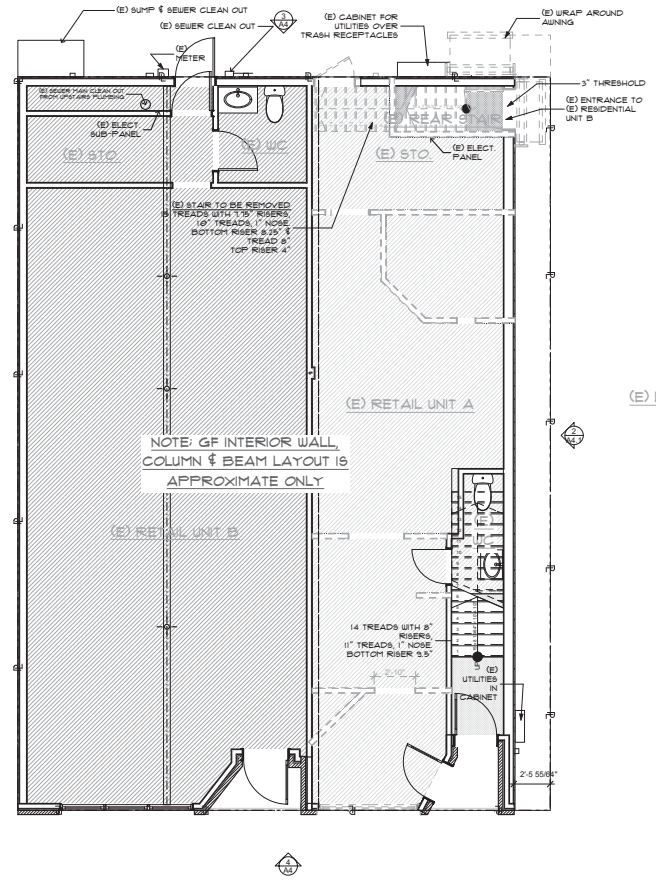 (E) SUMP & SEWER CLEAN OUT
(E) SEWER CLEAN OUT
3
A4
(E) CABINET FOR
UTILITIES OVER
TRASH RECEPTACLES
(E) WRAP AROUND
AWNING
(E)
METER
3" THRESHOLD
(E) ENTRANCE TO
(E) RESIDENTIAL
UNIT B
(E) SEWER MAN CLEAN OUT
FROM UPSTAIRS PLUMBING
(E) ELECT.
SUB-PANEL
(E) REAR STAIR
(E) STO.
(E) WC
(E) STO.
(E) ELECT.
PANEL
(E) STAIR TO BE REMOVED
TREADS WITH 7.75" RISERS,
10" TREADS, 1" NOSE.
BOTTOM RISER 8.25" &
TREAD 8"
TOP RISER 4"
(E) RETAIL UNIT A
(E)
2
A4.1
NOTE: GF INTERIOR WALL,
COLUMN & BEAM LAYOUT IS
APPROXIMATE ONLY
(E) RETAIL UNIT B
(E)
WC
14 TREADS WITH 8"
RISERS,
11" TREADS, 1" NOSE.
BOTTOM RISER 9.5"
(E)
UTILITIES
IN
CABINET
2'-10"
2'-5 55/64"
4
A4